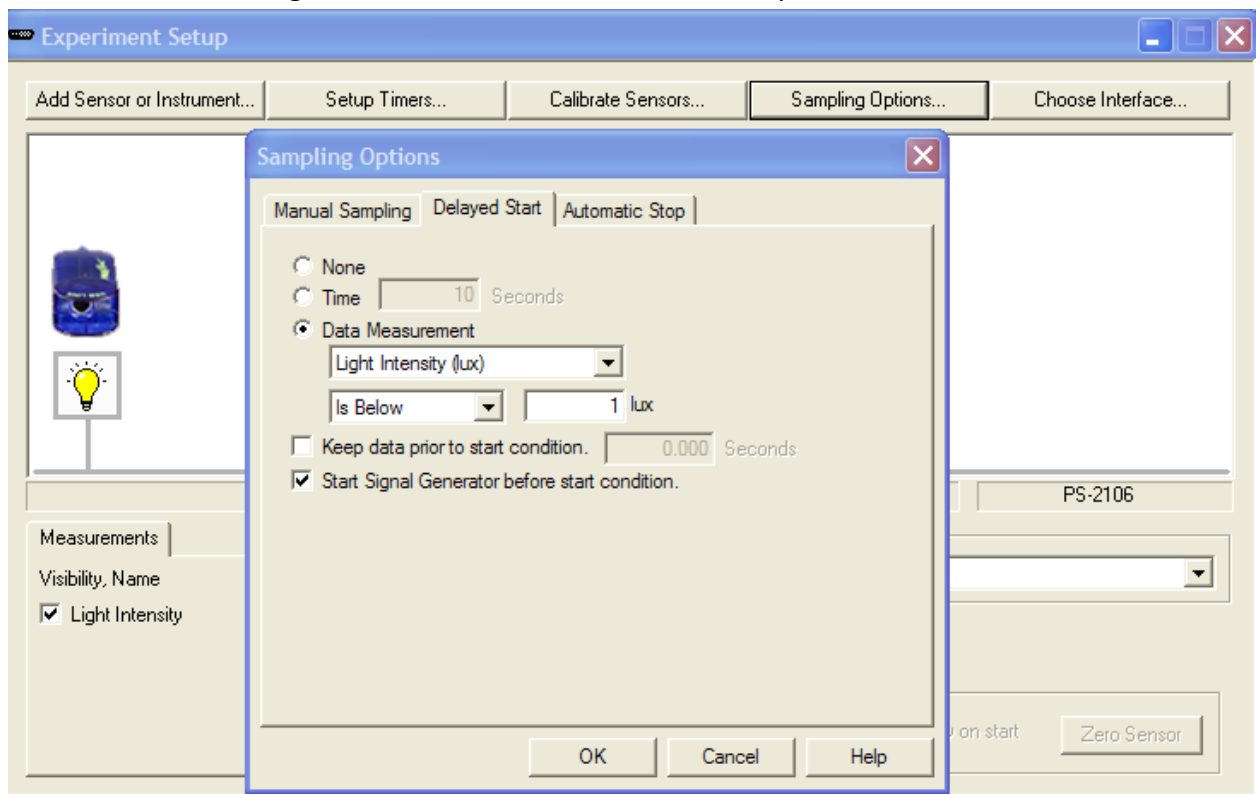 Experiment Setup
Add Sensor or Instrument...
Setup Timers...
Calibrate Sensors...
Sampling Options...
Choose Interface...
Sampling Options
Manual Sampling
Delayed Start
Automatic Stop
None
Time 10 Seconds
Data Measurement
Light Intensity (lux)
Is Below 1 lux
Keep data prior to start condition. 0.000 Seconds
Start Signal Generator before start condition.
OK
Cancel
Help
PS-2106
Measurements
Visibility, Name
Light Intensity
on start
Zero Sensor